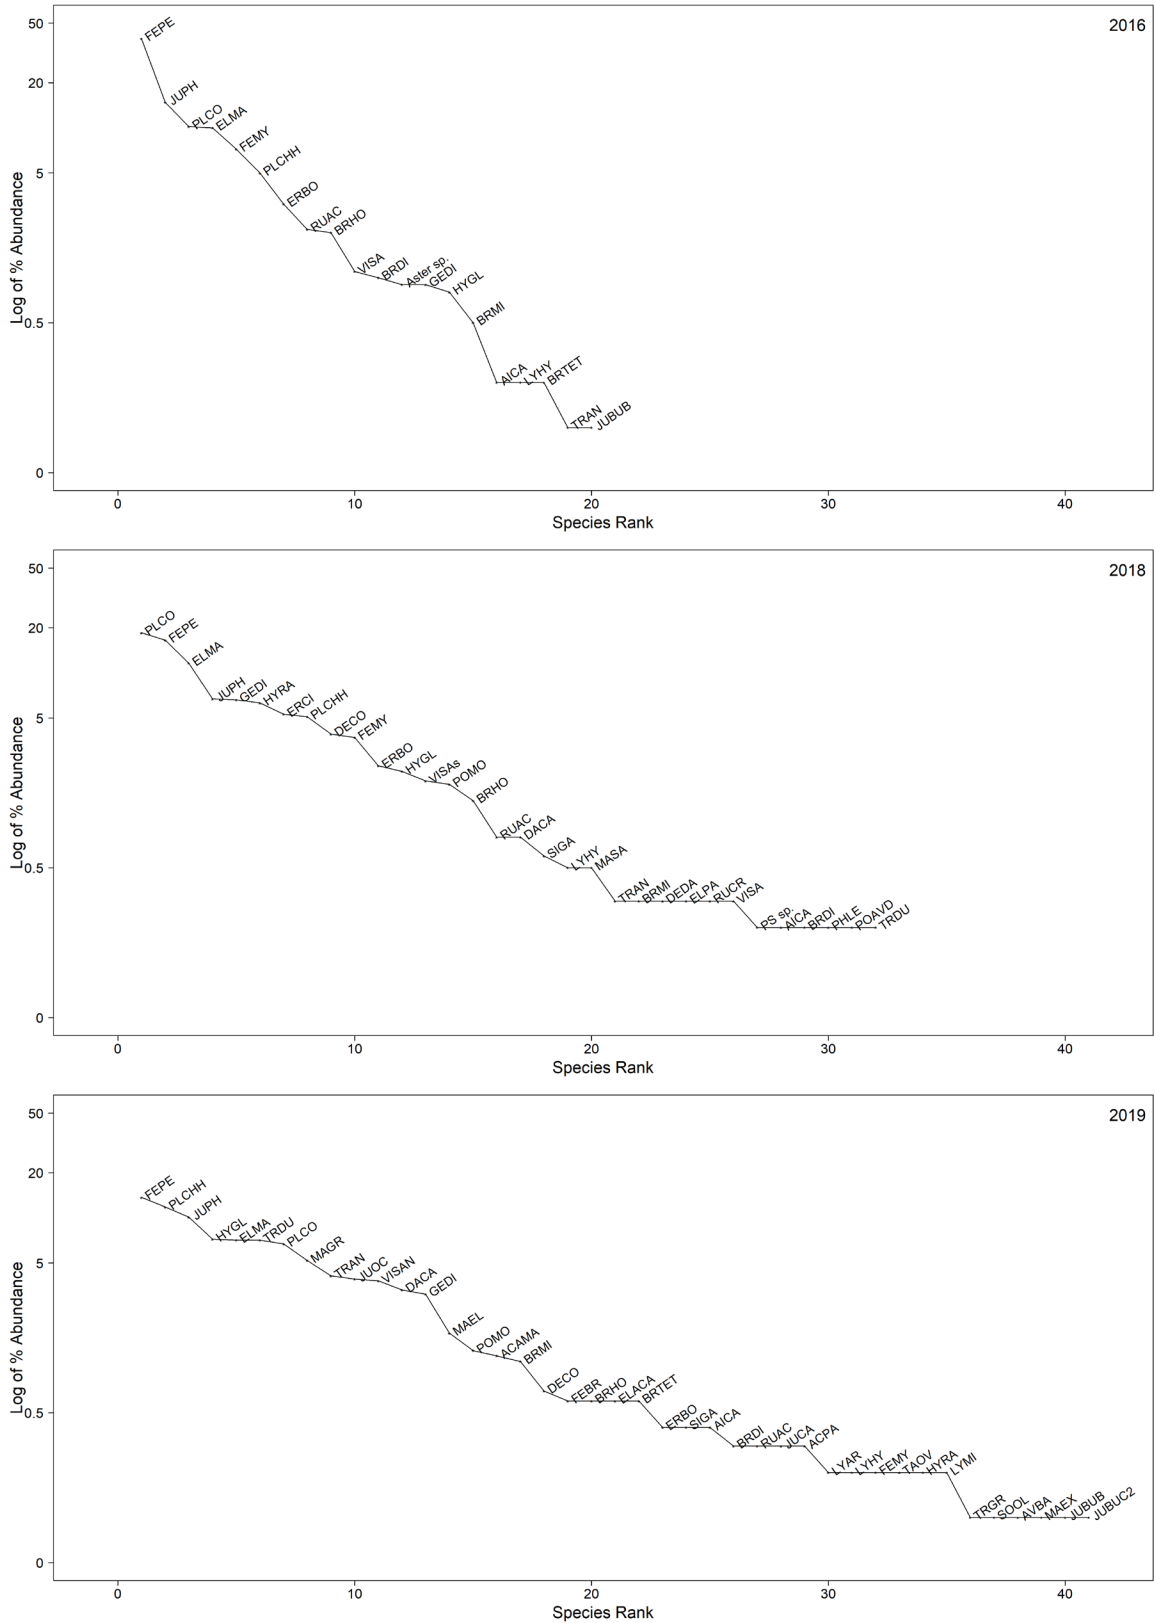 2016
50
20
5
0.5
0
Log of % Abundance
FEPE
JUPH
PLCO
ELMA
FEMY
PLCHH
ERBO
RUAC
BRHO
VISA
BRDI
Aster sp.
GEDI
HYGL
BRMI
AICA
LYHY
BRTET
TRAN
JUBUB
0 10 20 30 40
Species Rank
2018
50
20
5
0.5
0
Log of % Abundance
PLCO
FEPE
ELMA
JUPH
GEDI
HYRA
ERCI
PLCHH
DECO
FEMY
ERBO
HYGL
VISAs
POMO
BRHO
RUAC
DACA
SIGA
LYHY
MASA
TRAN
BRMI
DEDA
ELPA
RUCR
VISA
PS sp.
AICA
BRDI
PHLE
POAVD
TRDU
0 10 20 30 40
Species Rank
2019
50
20
5
0.5
0
Log of % Abundance
FEPE
PLCHH
JUPH
HYGL
ELMA
TRDU
PLCO
MAGR
TRAN
JUOC
VISAN
DACA
GEDI
MAEL
POMO
ACAMA
BRMI
DECO
FEBR
BRHO
ELACA
BRTET
ERBO
SIGA
AICA
BRDI
RUAC
JUCA
ACPA
LYAR
LYHY
FEMY
TAOV
HYRA
LYMI
TRGR
SOOL
AVBA
MAEX
JUBUB
JUBUC2
0 10 20 30 40
Species Rank